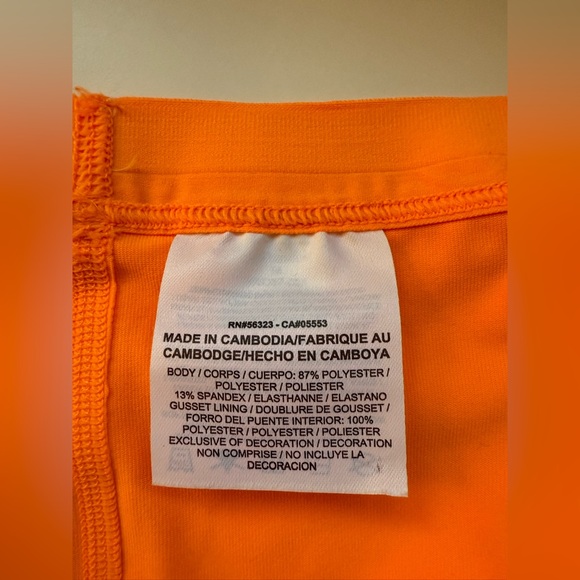 RN#56323 - CA#05553
MADE IN CAMBODIA/FABRIQUE AU
CAMBODGE/HECHO EN CAMBOYA
BODY / CORPS / CUERPO: 87% POLYESTER /
POLYESTER / POLIESTER
13% SPANDEX / ELASTHANNE / ELASTANO
GUSSET LINING / DOUBLURE DE GOUSSET /
FORRO DEL PUENTE INTERIOR: 100%
POLYESTER / POLYESTER / POLIESTER
EXCLUSIVE OF DECORATION / DECORATION
NON COMPRISE / NO INCLUYE LA
DECORACION